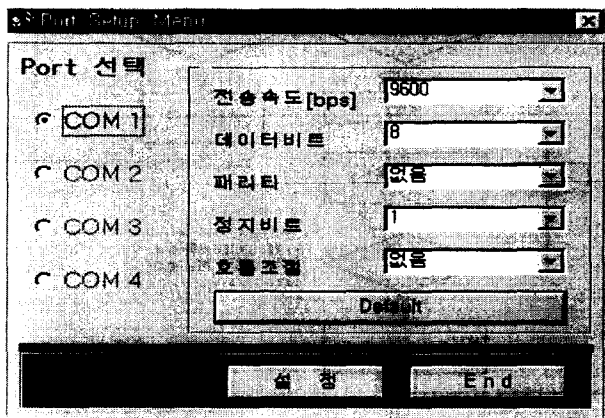 Port Setup Menu
Port 선택
COM 1
COM 2
COM 3
COM 4
전송속도[bps] 9600
데이터비트 8
패리타 없음
정지비트 1
흐름조절 없음
Default
설 정 End